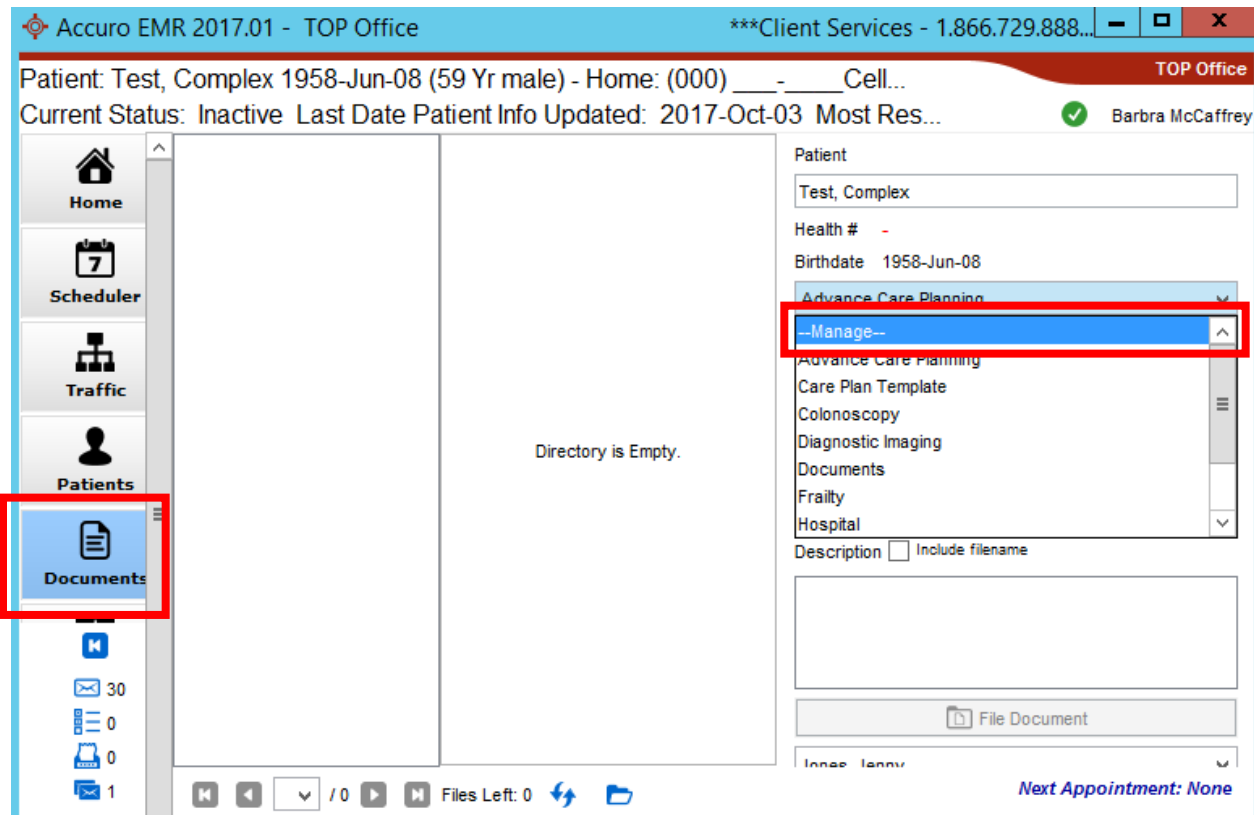 Accuro EMR 2017.01 - TOP Office ***Client Services - 1.866.729.888...
TOP Office
Patient: Test, Complex 1958-Jun-08 (59 Yr male) - Home: (000) ___-____Cell...
Current Status: Inactive Last Date Patient Info Updated: 2017-Oct-03 Most Res...
Barbra McCaffrey
Home
7
Scheduler
Traffic
Patients
Documents
30
0
0
1
Directory is Empty.
/ 0
Files Left: 0
Patient
Test, Complex
Health # -
Birthdate 1958-Jun-08
Advance Care Planning
--Manage--
Advance Care Planning
Care Plan Template
Colonoscopy
Diagnostic Imaging
Documents
Frailty
Hospital
Description Include filename
File Document
Jones, Jenny
Next Appointment: None